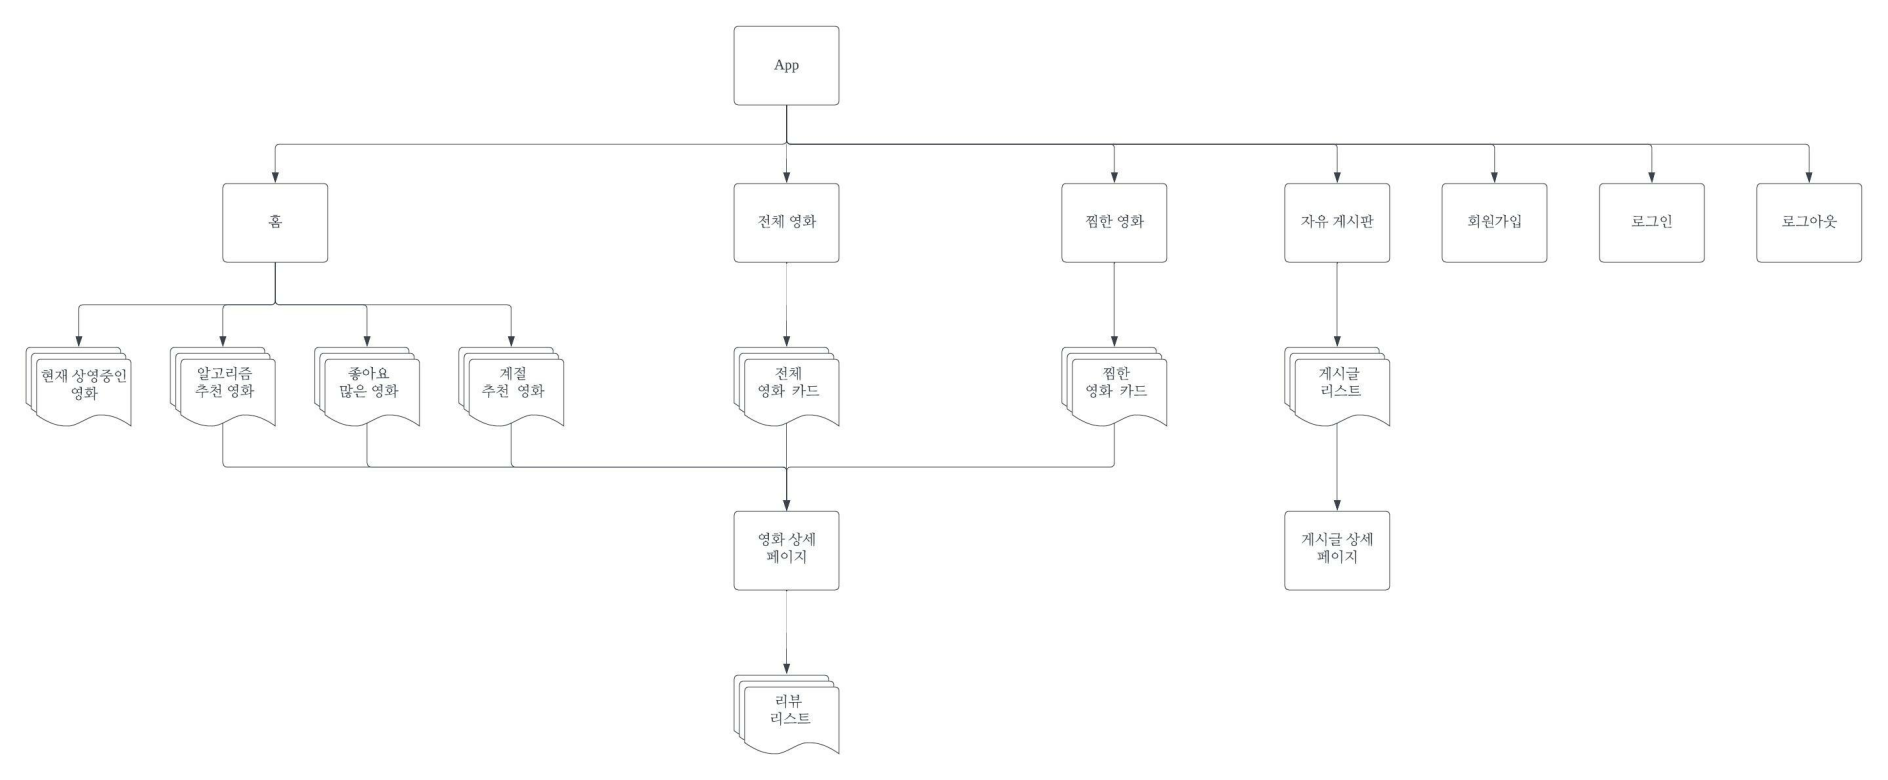 App
홈
전체 영화
찜한 영화
자유 게시판
회원가입
로그인
로그아웃
현재 상영중인
영화
알고리즘
추천 영화
좋아요
많은 영화
계절
추천 영화
전체
영화 카드
찜한
영화 카드
게시글
리스트
영화 상세
페이지
게시글 상세
페이지
리뷰
리스트